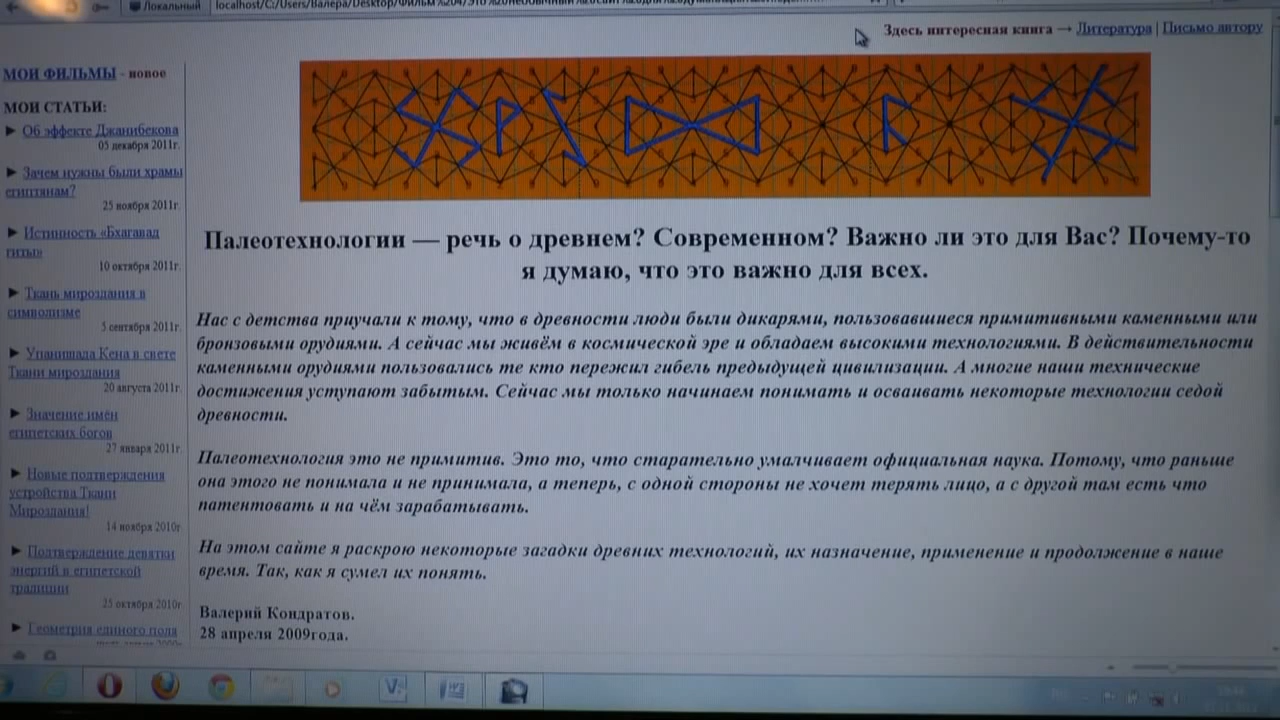 Локальный
localhost/C:/Users/Валера/Desktop/Фильм
Здесь интересная книга → Литература | Письмо автору
МОИ ФИЛЬМЫ - новое
МОИ СТАТЬИ:
► Об эффекте Джанибекова
05 декабря 2011г.
► Зачем нужны были храмы
египтянам?
25 ноября 2011г.
► Истинность «Бхагавад
гиты»
10 октября 2011г.
► Ткань мироздания в
символизме
5 сентября 2011г.
► Упанишада Кена в свете
Ткани мироздания
20 августа 2011г.
► Значение имён
египетских богов
27 января 2011г.
► Новые подтверждения
устройства Ткани
Мироздания!
14 ноября 2010г
► Подтверждение девятки
энергий в египетской
традиции
25 октября 2010г.
► Геометрия единого поля
Палеотехнологии — речь о древнем? Современном? Важно ли это для Вас? Почему-то
я думаю, что это важно для всех.
Нас с детства приучали к тому, что в древности люди были дикарями, пользовавшиеся примитивными каменными или
бронзовыми орудиями. А сейчас мы живём в космической эре и обладаем высокими технологиями. В действительности
каменными орудиями пользовались те кто пережил гибель предыдущей цивилизации. А многие наши технические
достижения уступают забытым. Сейчас мы только начинаем понимать и осваивать некоторые технологии седой
древности.
Палеотехнология это не примитив. Это то, что старательно умалчивает официальная наука. Потому, что раньше
она этого не понимала и не принимала, а теперь, с одной стороны не хочет терять лицо, а с другой там есть что
патентовать и на чём зарабатывать.
На этом сайте я раскрою некоторые загадки древних технологий, их назначение, применение и продолжение в наше
время. Так, как я сумел их понять.
Валерий Кондратов.
28 апреля 2009года.